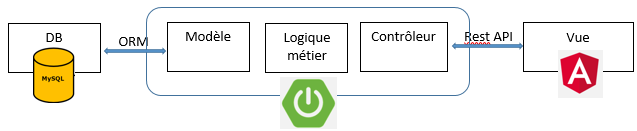 DB
ORM
Modèle
Logique
métier
Contrôleur
Rest API
Vue
MySQL
A